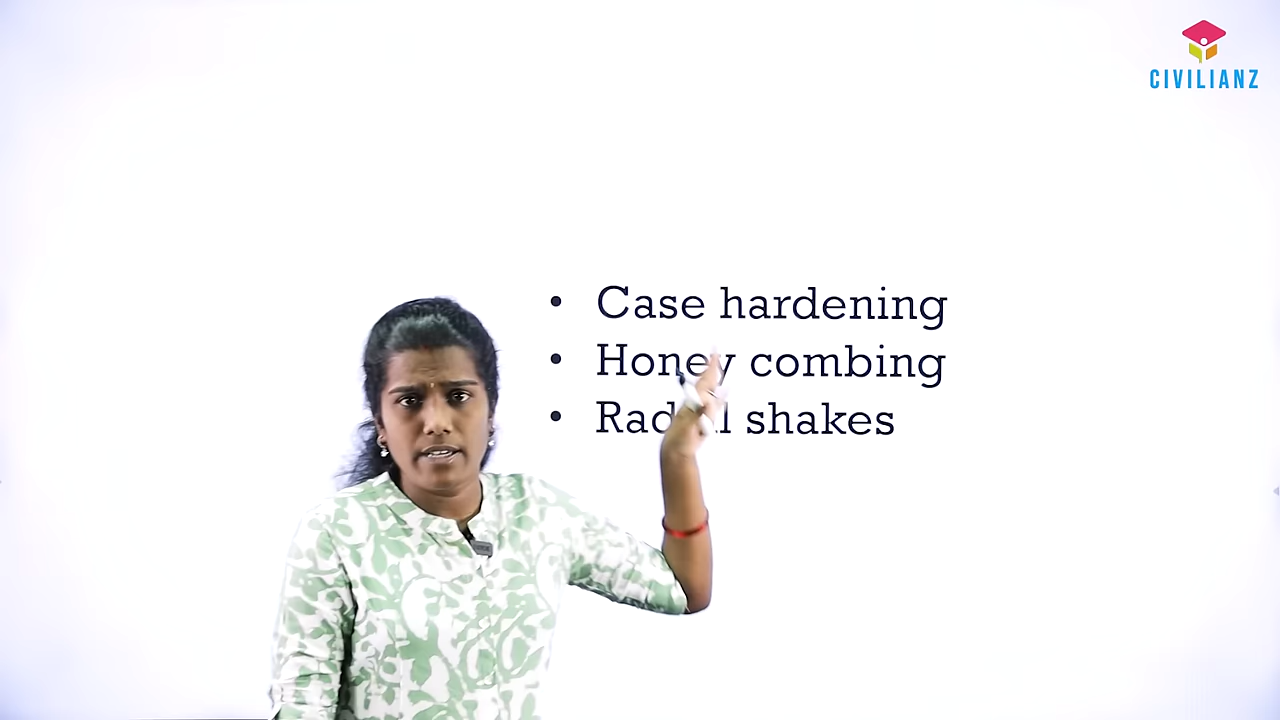 CIVILIANZ
• Case hardening
• Honey combing
• shakes